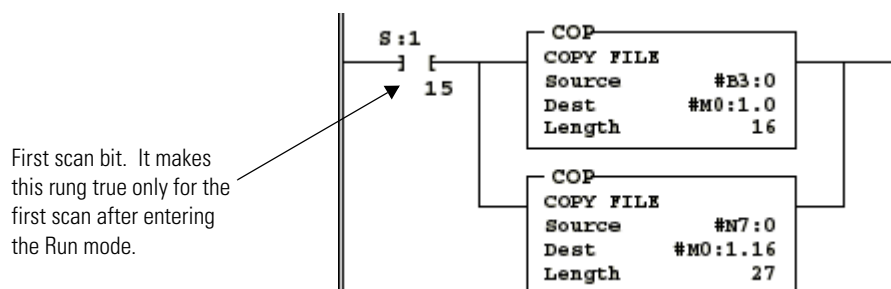 S:1
] [
15
COP
COPY FILE
Source #B3:0
Dest #M0:1.0
Length 16
First scan bit. It makes
this rung true only for the
first scan after entering
the Run mode.
COP
COPY FILE
Source #N7:0
Dest #M0:1.16
Length 27